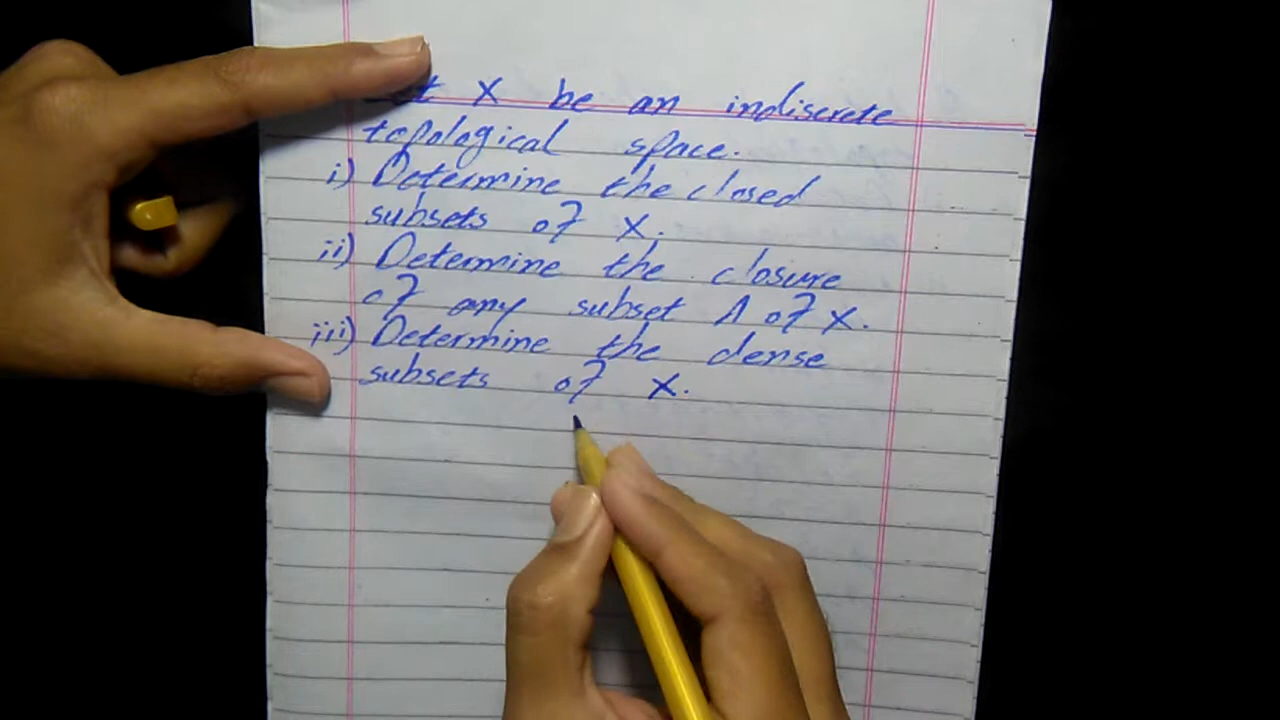 X be an indiscrete
topological space.
i) Determine the closed
subsets of X.
ii) Determine the closure
of any subset A of X.
iii) Determine the dense
subsets of X.